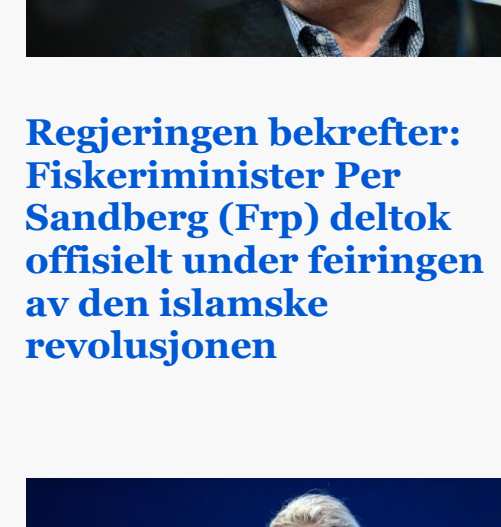 Regjeringen bekrefter:
Fiskeriminister Per
Sandberg (Frp) deltok
offisielt under feiringen
av den islamske
revolusjonen